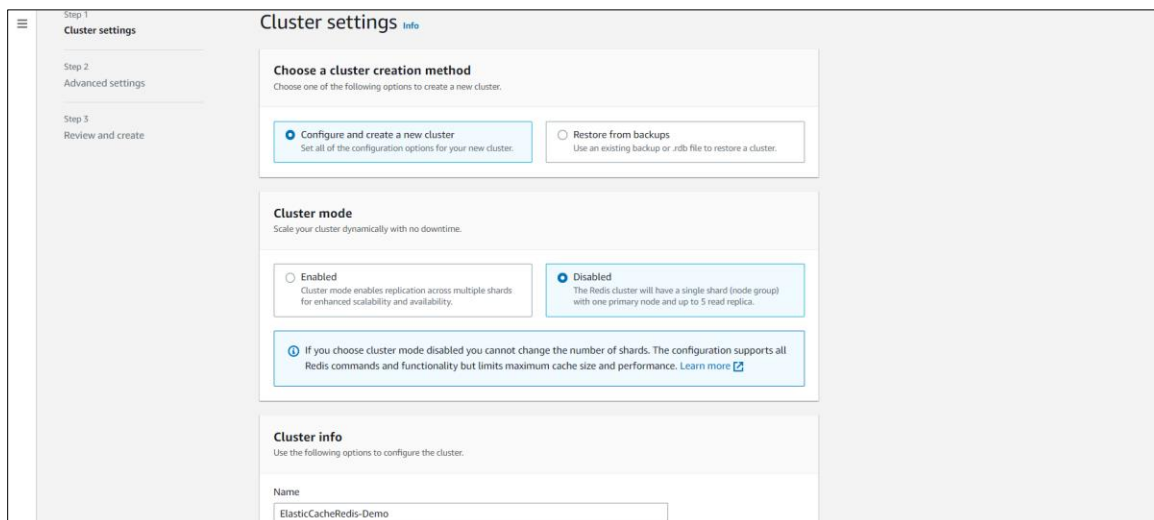 Step 1
Cluster settings
Step 2
Advanced settings
Step 3
Review and create
Cluster settings Info
Choose a cluster creation method
Choose one of the following options to create a new cluster.
Configure and create a new cluster
Set all of the configuration options for your new cluster.
Restore from backups
Use an existing backup or .rdb file to restore a cluster.
Cluster mode
Scale your cluster dynamically with no downtime.
Enabled
Cluster mode enables replication across multiple shards
for enhanced scalability and availability.
Disabled
The Redis cluster will have a single shard (node group)
with one primary node and up to 5 read replica.
If you choose cluster mode disabled you cannot change the number of shards. The configuration supports all
Redis commands and functionality but limits maximum cache size and performance. Learn more
Cluster info
Use the following options to configure the cluster.
Name
ElasticCacheRedis-Demo